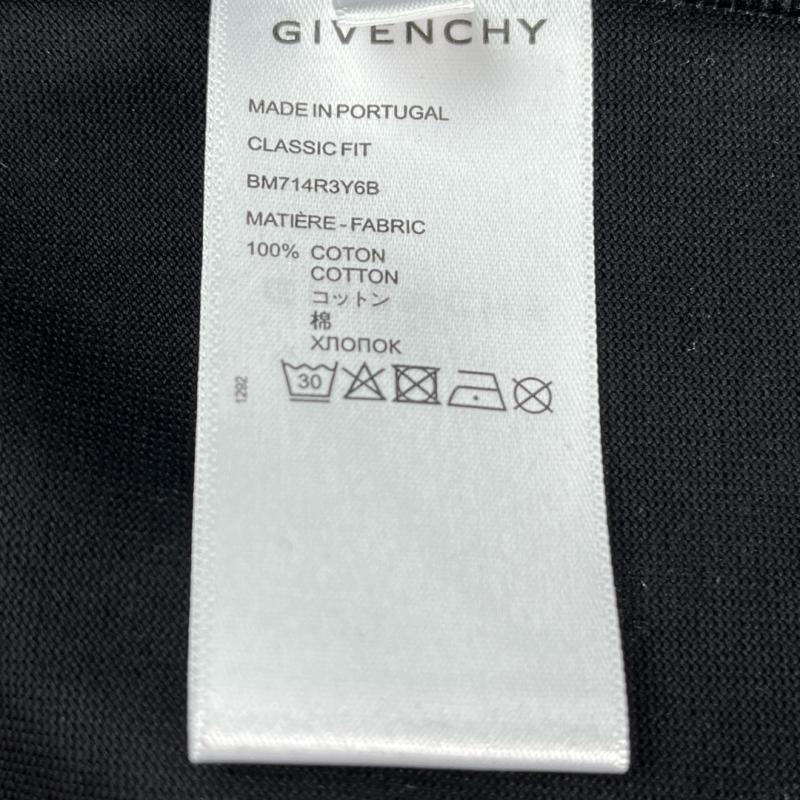 GIVENCHY
MADE IN PORTUGAL
CLASSIC FIT
BM714R3Y6B
MATIÈRE - FABRIC
100% COTON
COTTON
コットン
棉
ХЛОПОК
30
1292